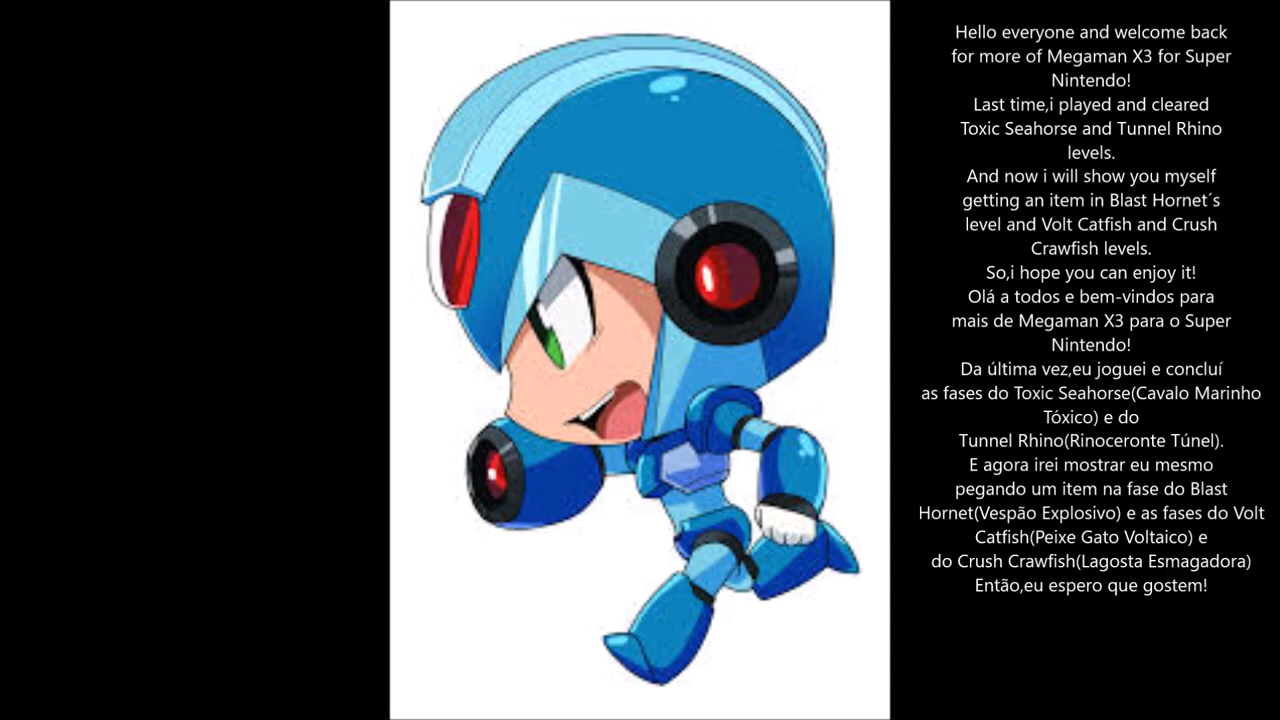 Hello everyone and welcome back
for more of Megaman X3 for Super
Nintendo!
Last time,i played and cleared
Toxic Seahorse and Tunnel Rhino
levels.
And now i will show you myself
getting an item in Blast Hornet´s
level and Volt Catfish and Crush
Crawfish levels.
So,i hope you can enjoy it!
Olá a todos e bem-vindos para
mais de Megaman X3 para o Super
Nintendo!
Da última vez,eu joguei e concluí
as fases do Toxic Seahorse(Cavalo Marinho
Tóxico) e do
Tunnel Rhino(Rinoceronte Túnel).
E agora irei mostrar eu mesmo
pegando um item na fase do Blast
Hornet(Vespão Explosivo) e as fases do Volt
Catfish(Peixe Gato Voltaico) e
do Crush Crawfish(Lagosta Esmagadora)
Então,eu espero que gostem!